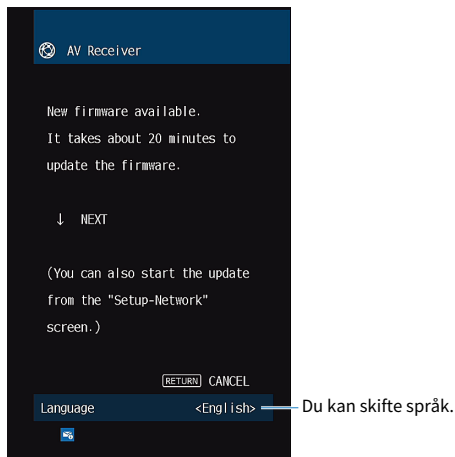 AV Receiver
New firmware available.
It takes about 20 minutes to
update the firmware.
↓ NEXT
(You can also start the update
from the "Setup-Network"
screen.)
RETURN CANCEL
Language <English>
Du kan skifte språk.